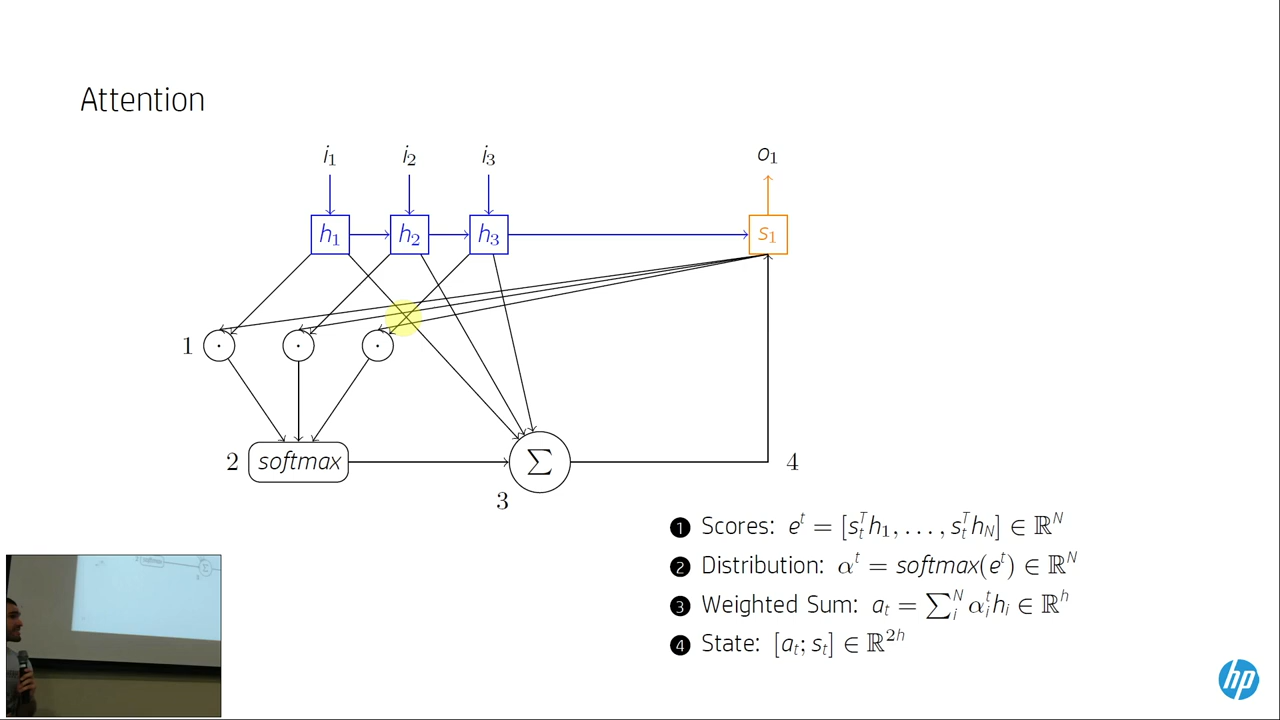 Attention
i₁ i₂ i₃ o₁
h₁ h₂ h₃ s₁
1 · · ·
2 softmax Σ 4
3
❶ Scores: eᵗ = [sₜᵀh₁, . . . , sₜᵀh_N] ∈ ℝᴺ
❷ Distribution: αᵗ = softmax(eᵗ) ∈ ℝᴺ
❸ Weighted Sum: aₜ = ∑ᵢᴺ αᵢᵗhᵢ ∈ ℝʰ
❹ State: [aₜ; sₜ] ∈ ℝ²ʰ
hp